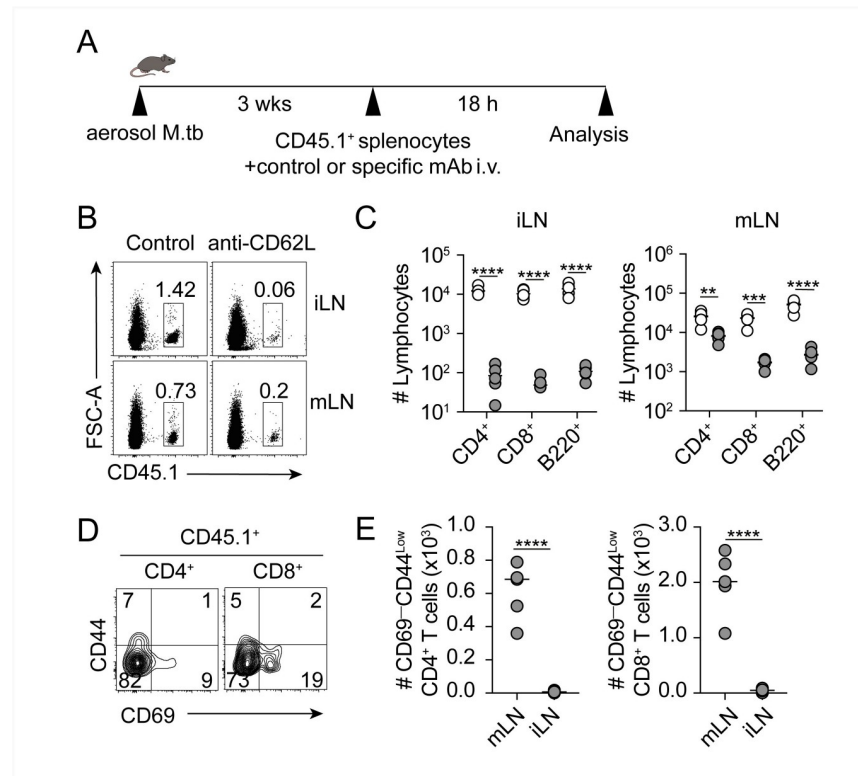 A
3 wks
18 h
aerosol M.tb
CD45.1⁺ splenocytes
+control or specific mAb i.v.
Analysis
B
Control
anti-CD62L
1.42
0.06
iLN
0.73
0.2
mLN
FSC-A
CD45.1
C
iLN
# Lymphocytes
10⁵
10⁴
10³
10²
10¹
****
****
****
CD4⁺
CD8⁺
B220⁺
mLN
# Lymphocytes
10⁶
10⁵
10⁴
10³
10²
**
***
****
CD4⁺
CD8⁺
B220⁺
D
CD45.1⁺
CD4⁺
CD8⁺
7
1
82
9
5
2
73
19
CD44
CD69
E
# CD69⁻CD44ᴸᵒʷ
CD4⁺ T cells (x10³)
1.0
0.8
0.6
0.4
0.2
0.0
****
mLN
iLN
# CD69⁻CD44ᴸᵒʷ
CD8⁺ T cells (x10³)
3.0
2.0
1.0
0.0
****
mLN
iLN